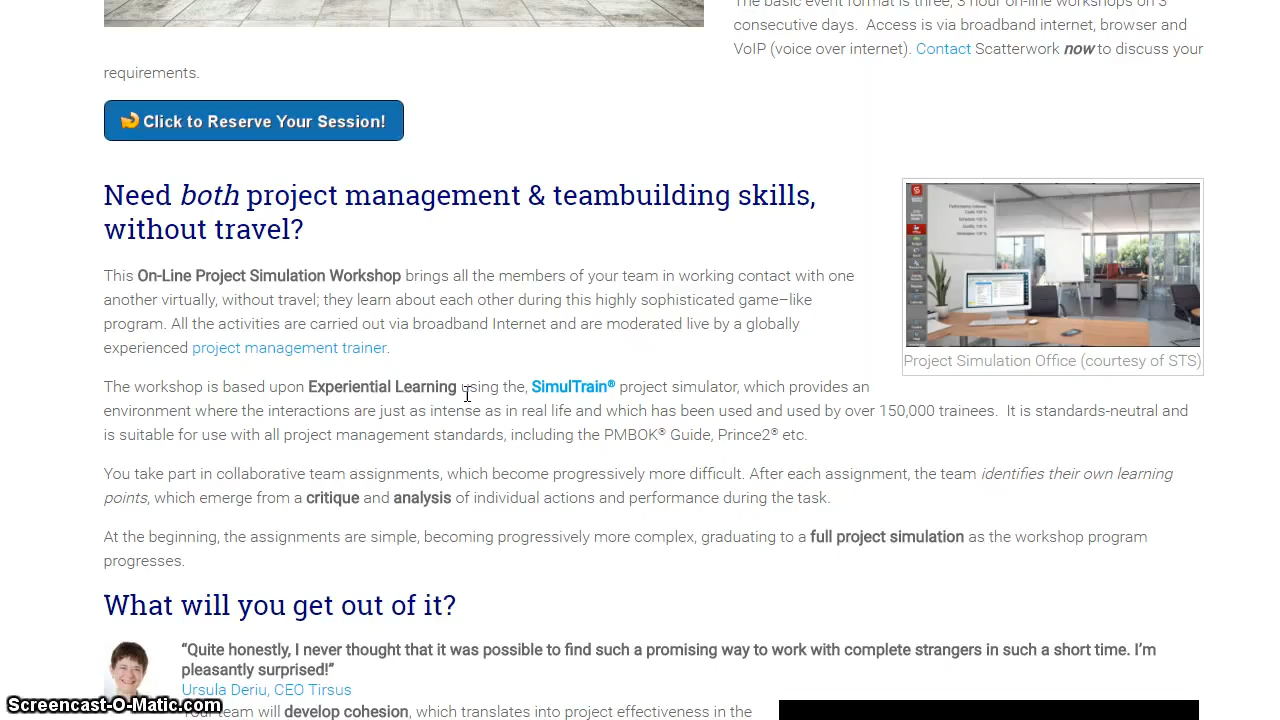 The basic event format is three, 3 hour on-line workshops on 3
consecutive days. Access is via broadband internet, browser and
VoIP (voice over internet). Contact Scatterwork now to discuss your
requirements.
Click to Reserve Your Session!
Need both project management & teambuilding skills,
without travel?
This On-Line Project Simulation Workshop brings all the members of your team in working contact with one
another virtually, without travel; they learn about each other during this highly sophisticated game–like
program. All the activities are carried out via broadband Internet and are moderated live by a globally
experienced project management trainer.
Project Simulation Office (courtesy of STS)
The workshop is based upon Experiential Learning using the, SimulTrain® project simulator, which provides an
environment where the interactions are just as intense as in real life and which has been used and used by over 150,000 trainees. It is standards-neutral and
is suitable for use with all project management standards, including the PMBOK® Guide, Prince2® etc.
You take part in collaborative team assignments, which become progressively more difficult. After each assignment, the team identifies their own learning
points, which emerge from a critique and analysis of individual actions and performance during the task.
At the beginning, the assignments are simple, becoming progressively more complex, graduating to a full project simulation as the workshop program
progresses.
What will you get out of it?
“Quite honestly, I never thought that it was possible to find such a promising way to work with complete strangers in such a short time. I’m
pleasantly surprised!”
Ursula Deriu, CEO Tirsus
Your team will develop cohesion, which translates into project effectiveness in the
Screencast-O-Matic.com